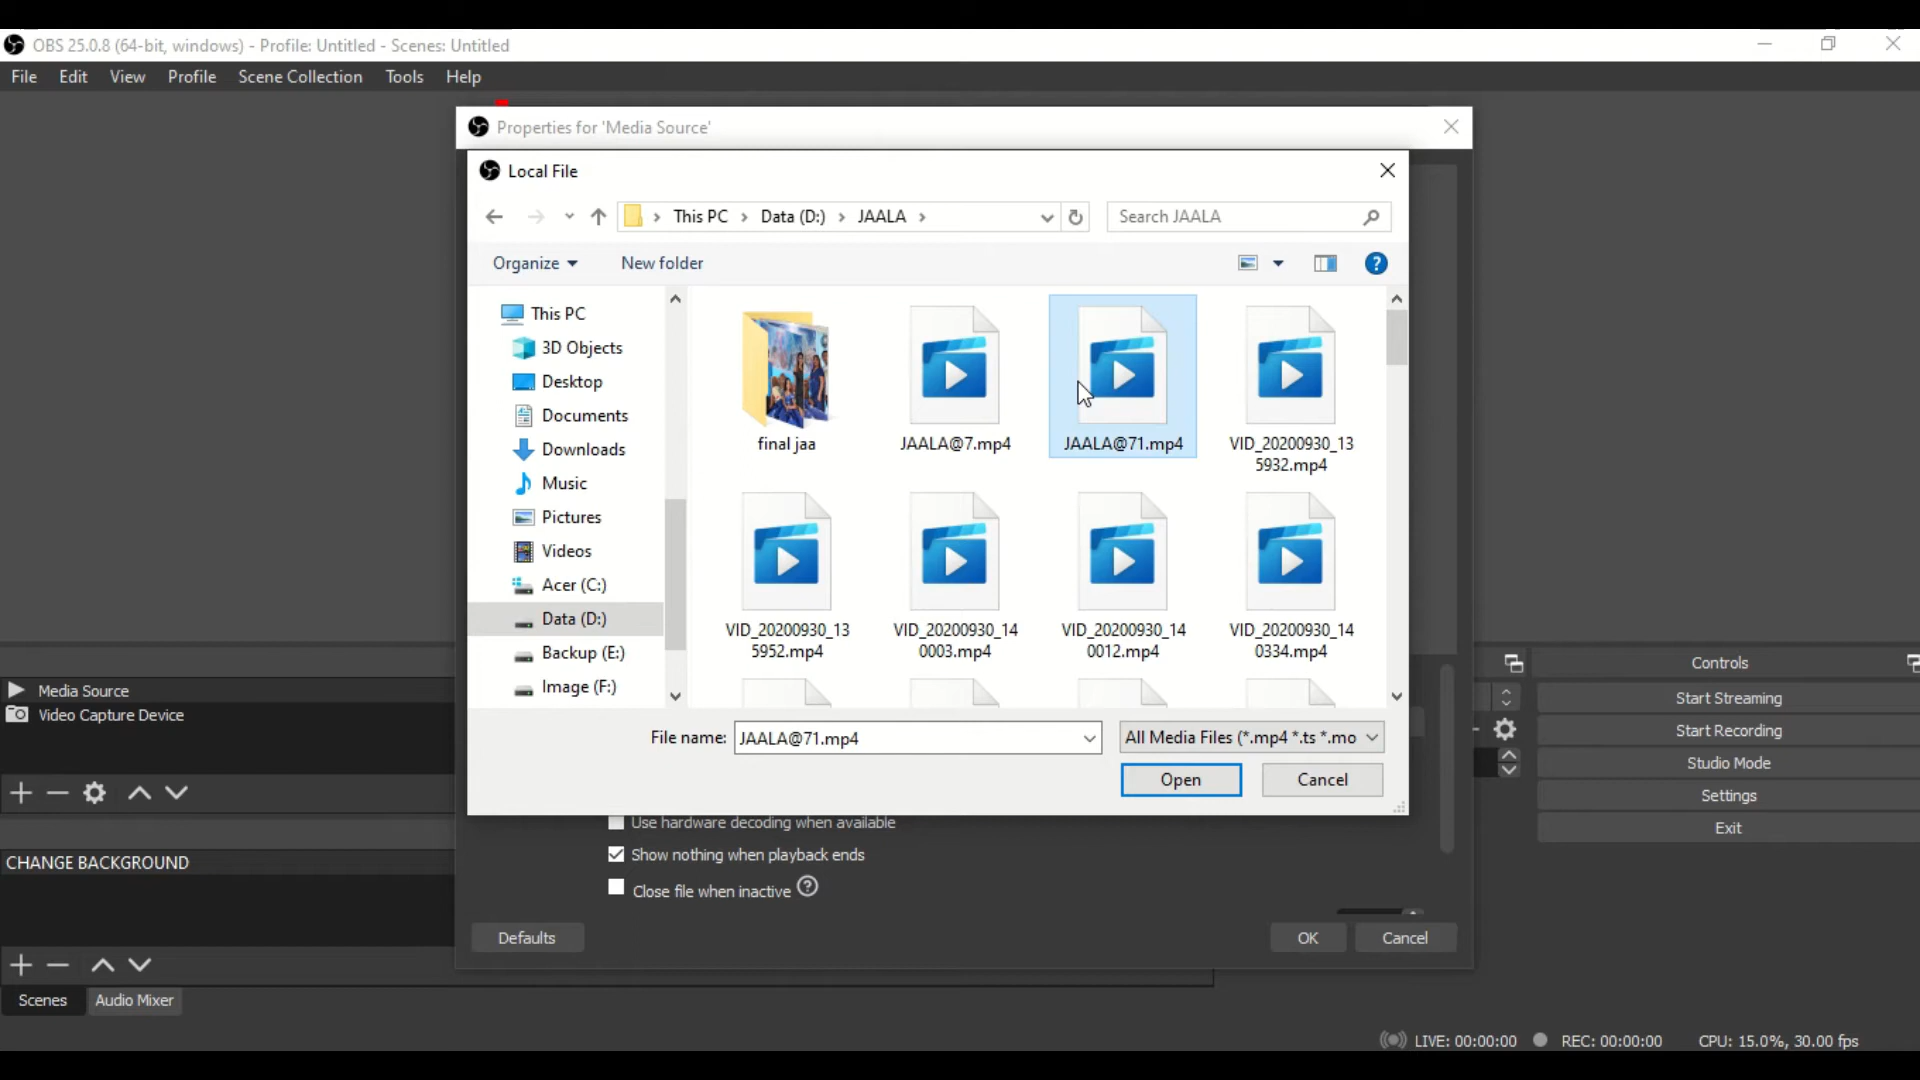 OBS 25.0.8 (64-bit, windows) - Profile: Untitled - Scenes: Untitled
File Edit View Profile Scene Collection Tools Help
Properties for 'Media Source'
Local File
This PC › Data (D:) › JAALA ›
Search JAALA
Organize
New folder
This PC
3D Objects
Desktop
Documents
Downloads
Music
Pictures
Videos
Acer (C:)
Data (D:)
Backup (E:)
Image (F:)
final jaa
JAALA@7.mp4
JAALA@71.mp4
VID_20200930_13
5932.mp4
VID_20200930_13
5952.mp4
VID_20200930_14
0003.mp4
VID_20200930_14
0012.mp4
VID_20200930_14
0334.mp4
File name: JAALA@71.mp4
All Media Files (*.mp4 *.ts *.mo
Open
Cancel
Use hardware decoding when available
Show nothing when playback ends
Close file when inactive
Defaults
OK
Cancel
Media Source
Video Capture Device
CHANGE BACKGROUND
Scenes
Audio Mixer
Controls
Start Streaming
Start Recording
Studio Mode
Settings
Exit
LIVE: 00:00:00
REC: 00:00:00
CPU: 15.0%, 30.00 fps